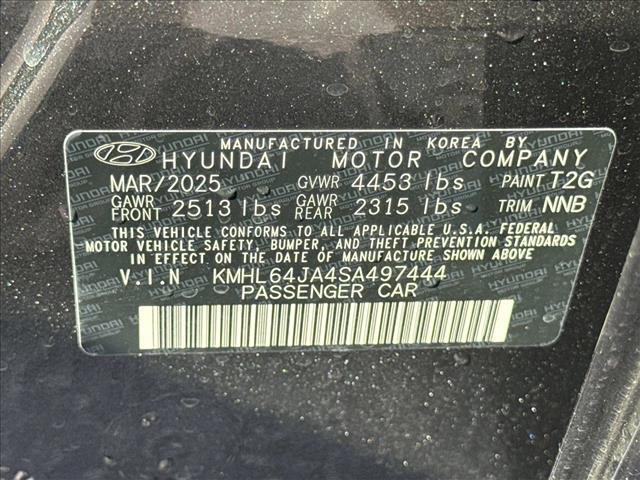 MANUFACTURED IN KOREA BY
HYUNDAI MOTOR COMPANY
MAR/2025 GVWR 4453 lbs PAINT T2G
GAWR FRONT 2513 lbs GAWR REAR 2315 lbs TRIM NNB
THIS VEHICLE CONFORMS TO ALL APPLICABLE U.S.A. FEDERAL
MOTOR VEHICLE SAFETY, BUMPER, AND THEFT PREVENTION STANDARDS
IN EFFECT ON THE DATE OF MANUFACTURE SHOWN ABOVE
V.I.N KMHL64JA4SA497444
PASSENGER CAR